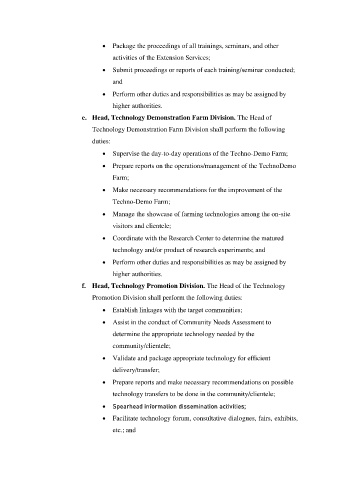 • Package the proceedings of all trainings, seminars, and other
activities of the Extension Services;
• Submit proceedings or reports of each training/seminar conducted;
and
• Perform other duties and responsibilities as may be assigned by
higher authorities.
e. Head, Technology Demonstration Farm Division. The Head of
Technology Demonstration Farm Division shall perform the following
duties:
• Supervise the day-to-day operations of the Techno-Demo Farm;
• Prepare reports on the operations/management of the TechnoDemo
Farm;
• Make necessary recommendations for the improvement of the
Techno-Demo Farm;
• Manage the showcase of farming technologies among the on-site
visitors and clientele;
• Coordinate with the Research Center to determine the matured
technology and/or product of research experiments; and
• Perform other duties and responsibilities as may be assigned by
higher authorities.
f. Head, Technology Promotion Division. The Head of the Technology
Promotion Division shall perform the following duties:
• Establish linkages with the target communities;
• Assist in the conduct of Community Needs Assessment to
determine the appropriate technology needed by the
community/clientele;
• Validate and package appropriate technology for efficient
delivery/transfer;
• Prepare reports and make necessary recommendations on possible
technology transfers to be done in the community/clientele;
• Spearhead information dissemination activities;
• Facilitate technology forum, consultative dialogues, fairs, exhibits,
etc.; and